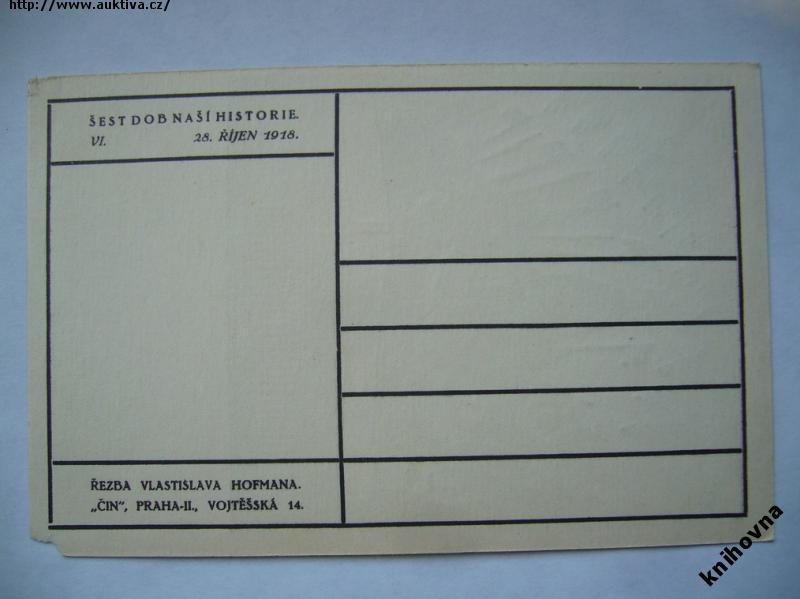 http://www.auktiva.cz/
ŠEST DOB NAŠÍ HISTORIE.
VI. 28. ŘÍJEN 1918.
ŘEZBA VLASTISLAVA HOFMANA.
„ČIN", PRAHA-II., VOJTĚŠSKÁ 14.
knihovna